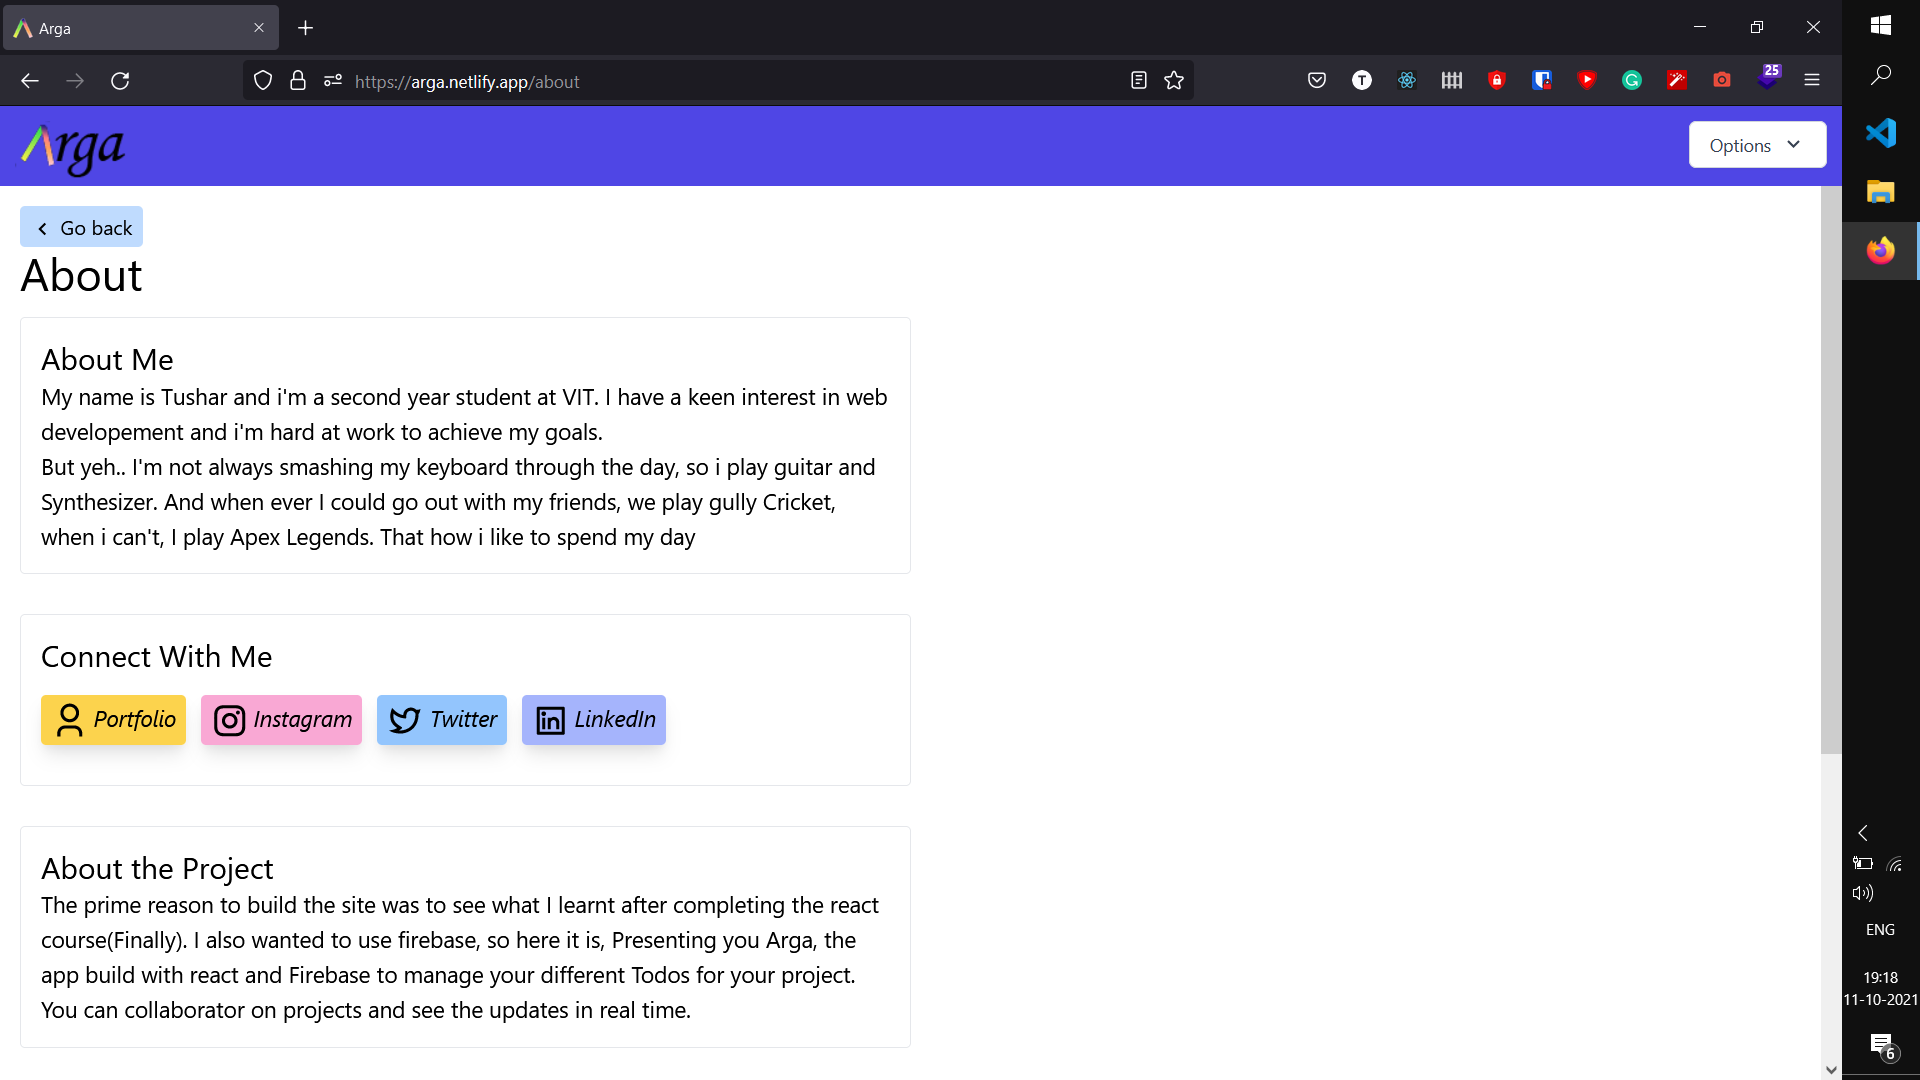 Arga
https://arga.netlify.app/about
T
25
Arga
Options
Go back
About
About Me
My name is Tushar and i'm a second year student at VIT. I have a keen interest in web
developement and i'm hard at work to achieve my goals.
But yeh.. I'm not always smashing my keyboard through the day, so i play guitar and
Synthesizer. And when ever I could go out with my friends, we play gully Cricket,
when i can't, I play Apex Legends. That how i like to spend my day
Connect With Me
Portfolio
Instagram
Twitter
LinkedIn
About the Project
The prime reason to build the site was to see what I learnt after completing the react
course(Finally). I also wanted to use firebase, so here it is, Presenting you Arga, the
app build with react and Firebase to manage your different Todos for your project.
You can collaborator on projects and see the updates in real time.
ENG
19:18
11-10-2021
6